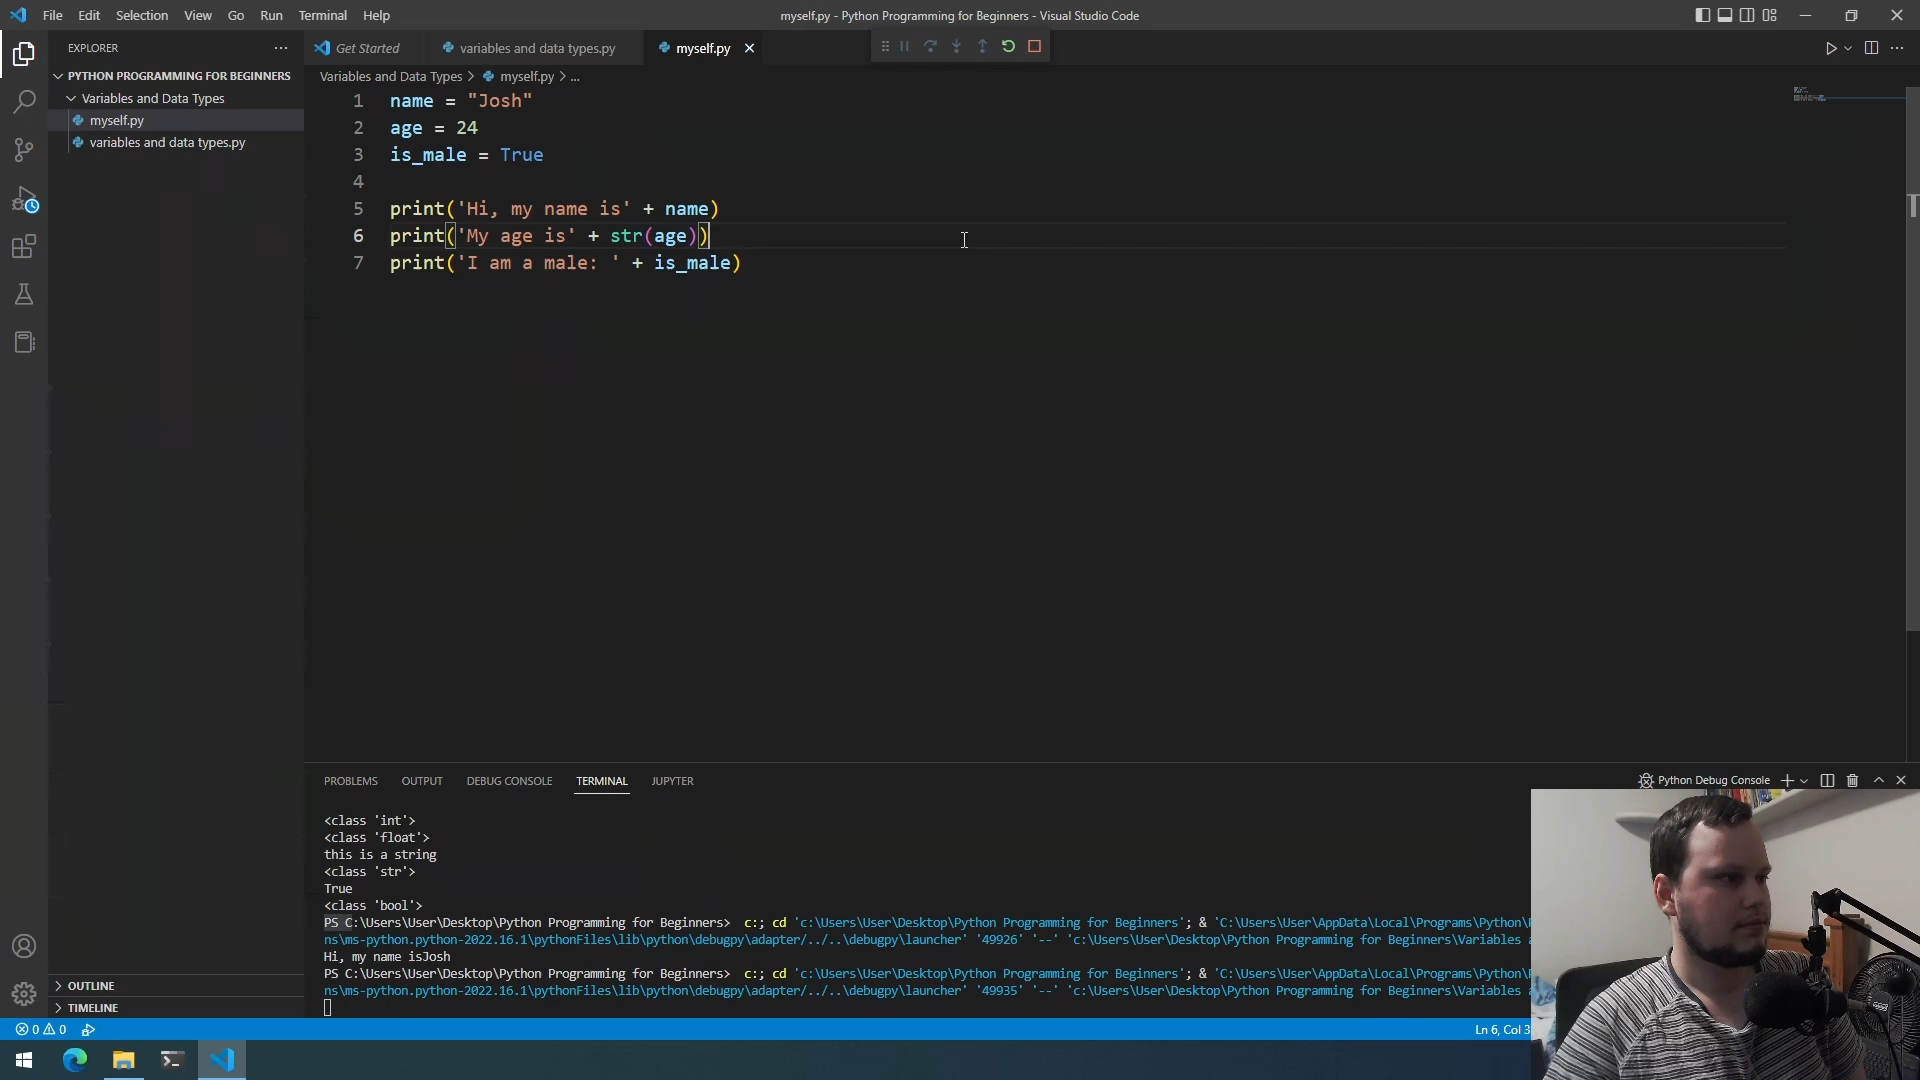 File Edit Selection View Go Run Terminal Help
myself.py - Python Programming for Beginners - Visual Studio Code
EXPLORER
PYTHON PROGRAMMING FOR BEGINNERS
Variables and Data Types
myself.py
variables and data types.py
OUTLINE
TIMELINE
Get Started
variables and data types.py
myself.py
Variables and Data Types > myself.py > ...
1 name = "Josh"
2 age = 24
3 is_male = True
4
5 print('Hi, my name is' + name)
6 print('My age is' + str(age))
7 print('I am a male: ' + is_male)
PROBLEMS OUTPUT DEBUG CONSOLE TERMINAL JUPYTER
Python Debug Console
<class 'int'>
<class 'float'>
this is a string
<class 'str'>
True
<class 'bool'>
PS C:\Users\User\Desktop\Python Programming for Beginners> c:; cd 'c:\Users\User\Desktop\Python Programming for Beginners'; & 'C:\Users\User\AppData\Local\Programs\Python\
ns\ms-python.python-2022.16.1\pythonFiles\lib\python\debugpy\adapter/../..\debugpy\launcher' '49926' '--' 'c:\Users\User\Desktop\Python Programming for Beginners\Variables
Hi, my name isJosh
PS C:\Users\User\Desktop\Python Programming for Beginners> c:; cd 'c:\Users\User\Desktop\Python Programming for Beginners'; & 'C:\Users\User\AppData\Local\Programs\Python\
ns\ms-python.python-2022.16.1\pythonFiles\lib\python\debugpy\adapter/../..\debugpy\launcher' '49935' '--' 'c:\Users\User\Desktop\Python Programming for Beginners\Variables
0 0
Ln 6, Col 3